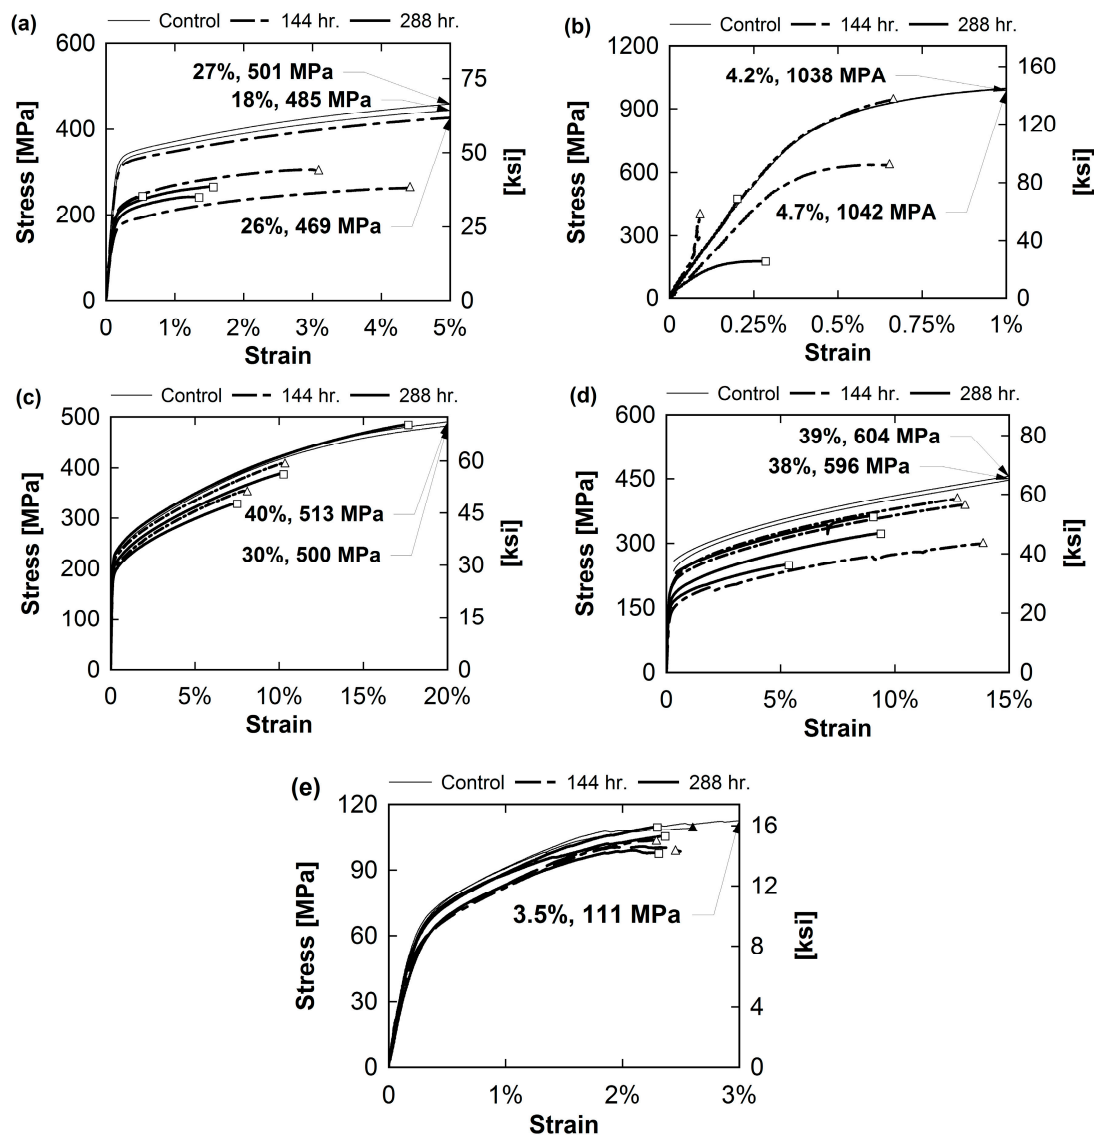 (a)
Control 144 hr. 288 hr.
600
400
200
0
75
50
25
0
27%, 501 MPa
18%, 485 MPa
26%, 469 MPa
0 1% 2% 3% 4% 5%
Strain
Stress [MPa]
[ksi]
(b)
Control 144 hr. 288 hr.
1200
900
600
300
0
160
120
80
40
0
4.2%, 1038 MPA
4.7%, 1042 MPA
0 0.25% 0.5% 0.75% 1%
Strain
Stress [MPa]
[ksi]
(c)
Control 144 hr. 288 hr.
500
400
300
200
100
0
60
45
30
15
0
40%, 513 MPa
30%, 500 MPa
0 5% 10% 15% 20%
Strain
Stress [MPa]
[ksi]
(d)
Control 144 hr. 288 hr.
600
450
300
150
0
80
60
40
20
0
39%, 604 MPa
38%, 596 MPa
0 5% 10% 15%
Strain
Stress [MPa]
[ksi]
(e)
Control 144 hr. 288 hr.
120
90
60
30
0
16
12
8
4
0
3.5%, 111 MPa
0 1% 2% 3%
Strain
Stress [MPa]
[ksi]